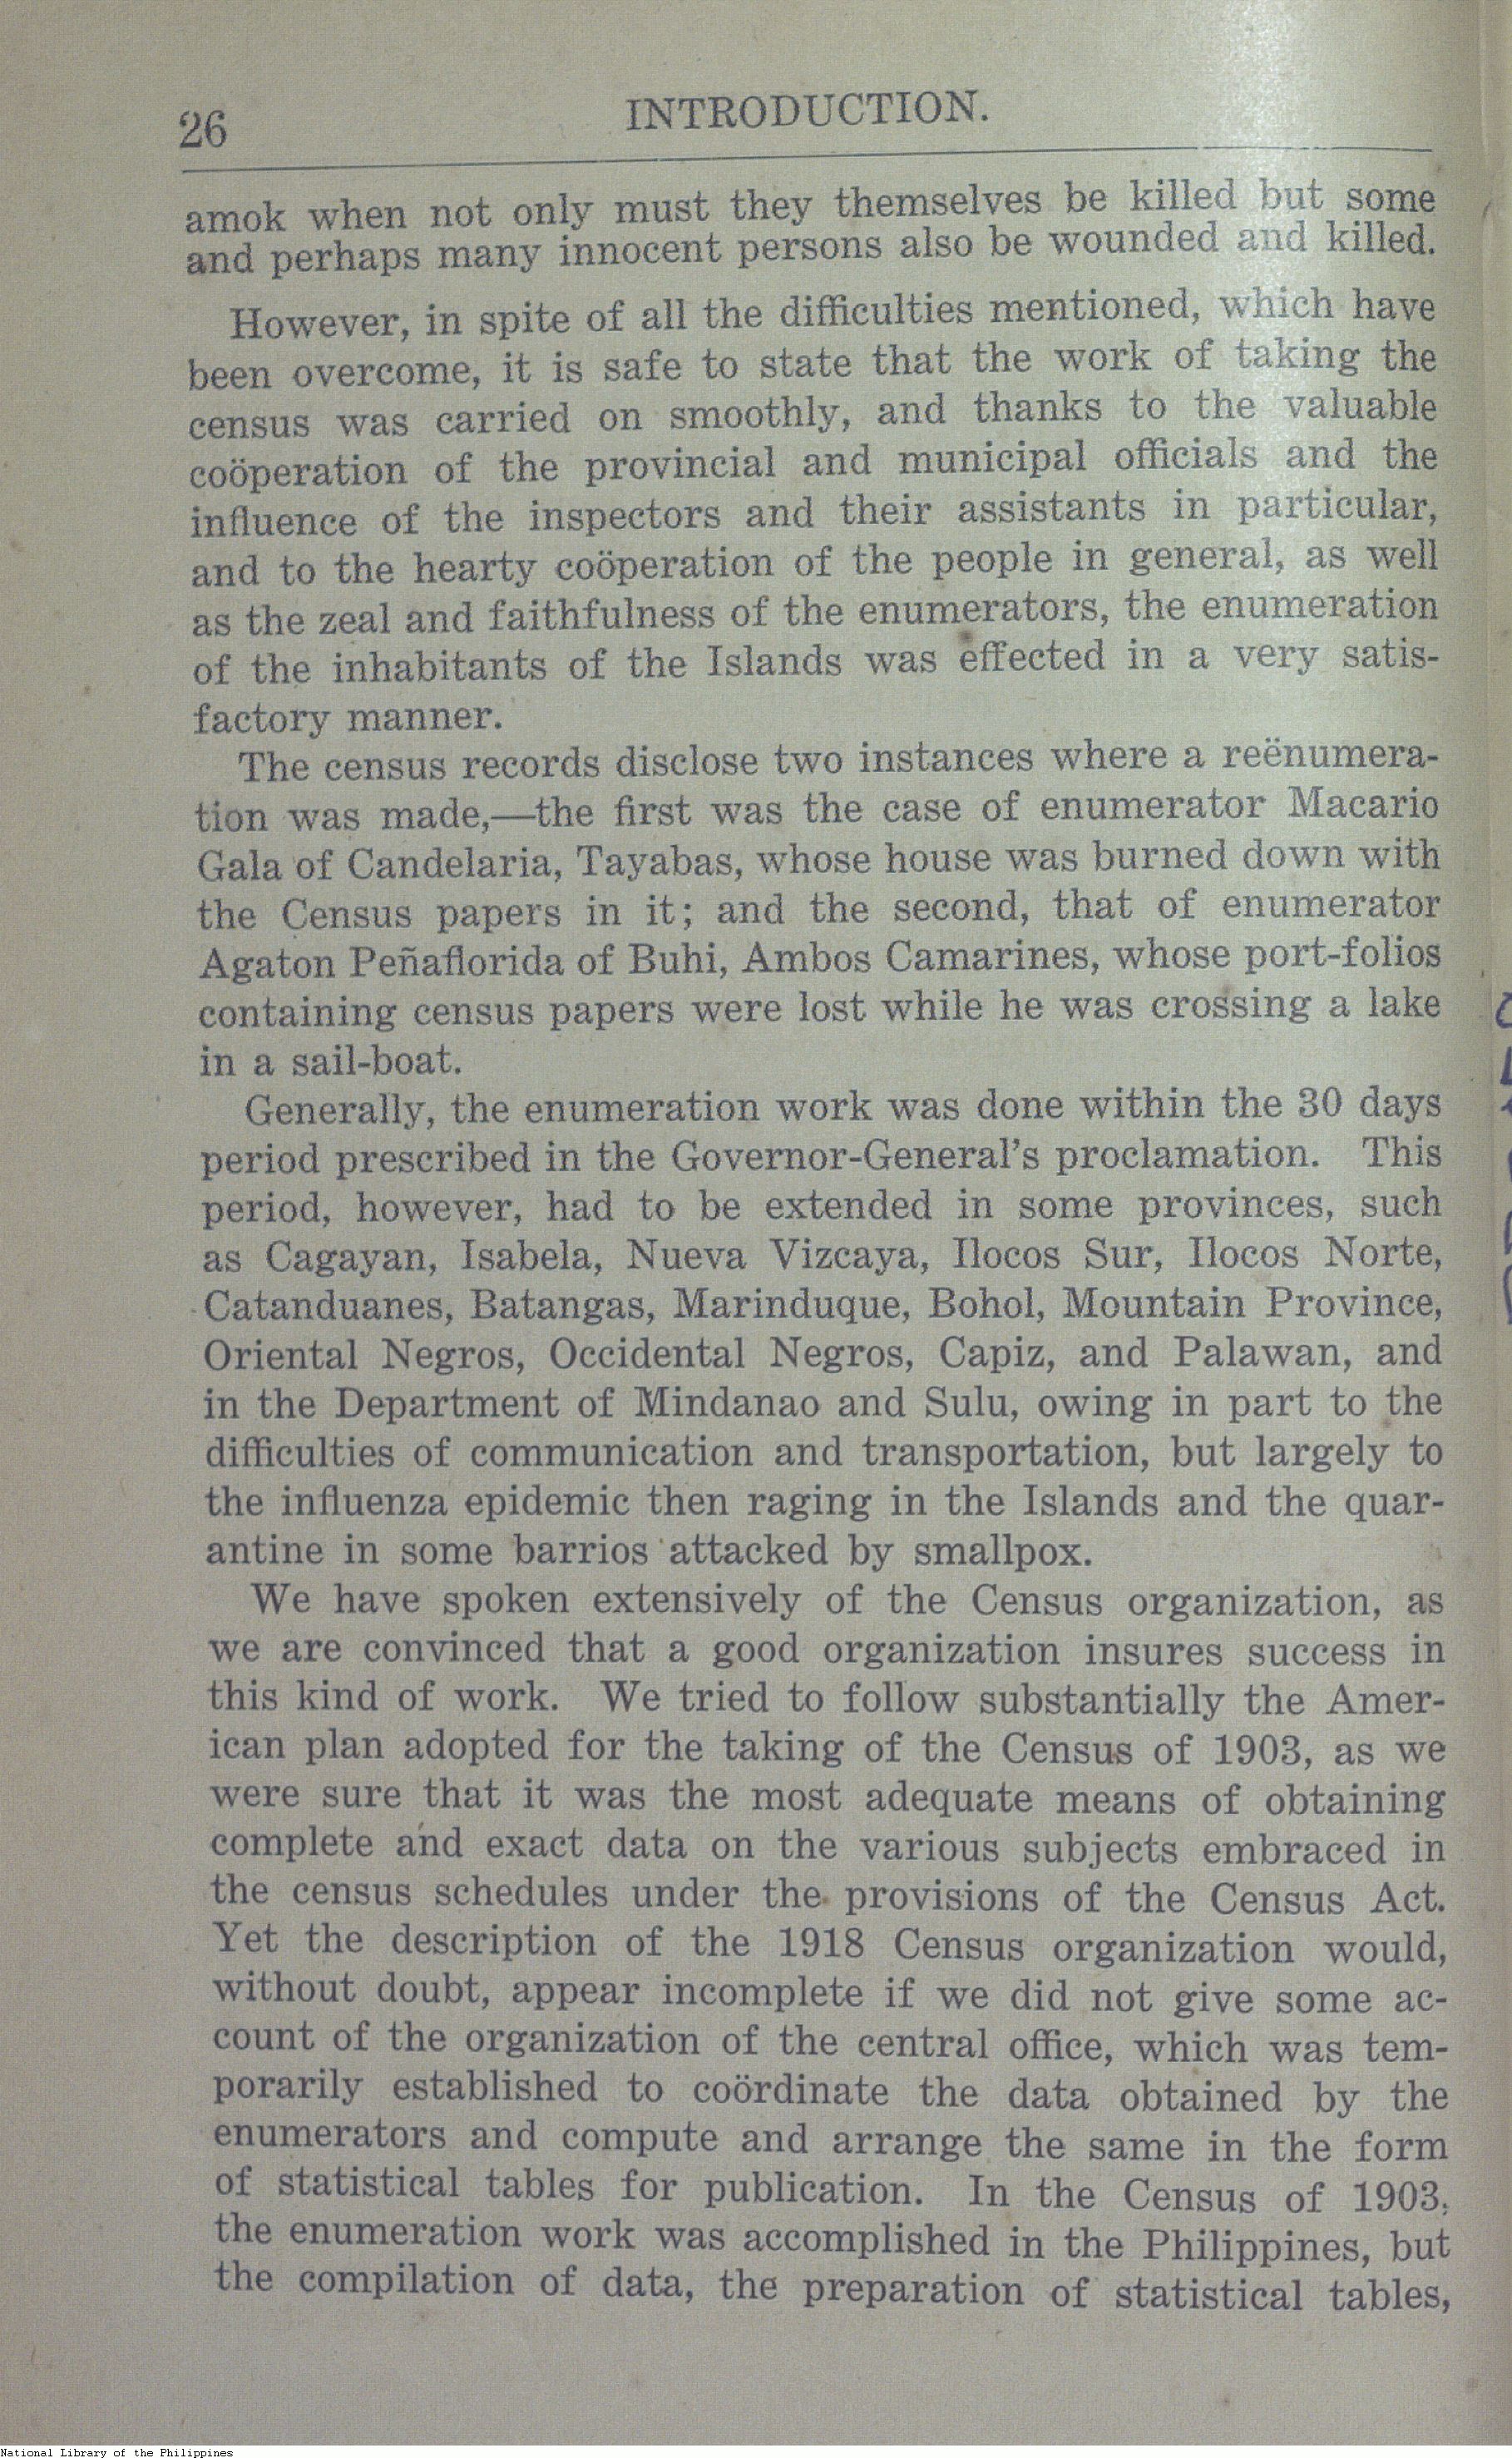 26
INTRODUCTION.
amok when not only must they themselves be killed but some
and perhaps many innocent persons also be wounded and killed.
However, in spite of all the difficulties mentioned, which have
been overcome, it is safe to state that the work of taking the
census was carried on smoothly, and thanks to the valuable
coöperation of the provincial and municipal officials and the
influence of the inspectors and their assistants in particular,
and to the hearty coöperation of the people in general, as well
as the zeal and faithfulness of the enumerators, the enumeration
of the inhabitants of the Islands was effected in a very satis-
factory manner.
The census records disclose two instances where a reënumera-
tion was made,—the first was the case of enumerator Macario
Gala of Candelaria, Tayabas, whose house was burned down with
the Census papers in it; and the second, that of enumerator
Agaton Peñaflorida of Buhi, Ambos Camarines, whose port-folios
containing census papers were lost while he was crossing a lake
in a sail-boat.
Generally, the enumeration work was done within the 30 days
period prescribed in the Governor-General's proclamation. This
period, however, had to be extended in some provinces, such
as Cagayan, Isabela, Nueva Vizcaya, Ilocos Sur, Ilocos Norte,
Catanduanes, Batangas, Marinduque, Bohol, Mountain Province,
Oriental Negros, Occidental Negros, Capiz, and Palawan, and
in the Department of Mindanao and Sulu, owing in part to the
difficulties of communication and transportation, but largely to
the influenza epidemic then raging in the Islands and the quar-
antine in some barrios attacked by smallpox.
We have spoken extensively of the Census organization, as
we are convinced that a good organization insures success in
this kind of work. We tried to follow substantially the Amer-
ican plan adopted for the taking of the Census of 1903, as we
were sure that it was the most adequate means of obtaining
complete and exact data on the various subjects embraced in
the census schedules under the provisions of the Census Act.
Yet the description of the 1918 Census organization would,
without doubt, appear incomplete if we did not give some ac-
count of the organization of the central office, which was tem-
porarily established to coördinate the data obtained by the
enumerators and compute and arrange the same in the form
of statistical tables for publication. In the Census of 1903,
the enumeration work was accomplished in the Philippines, but
the compilation of data, the preparation of statistical tables,
National Library of the Philippines